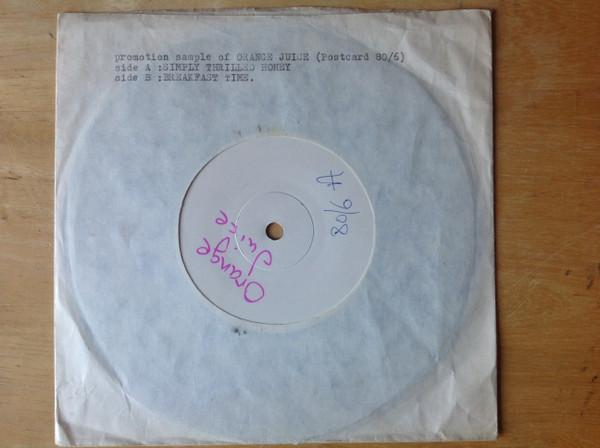 promotion sample of ORANGE JUICE (Postcard 80/6)
side A :SIMPLY THRILLED HONEY
side B :BREAKFAST TIME.
Orange
Juice
80/6 A